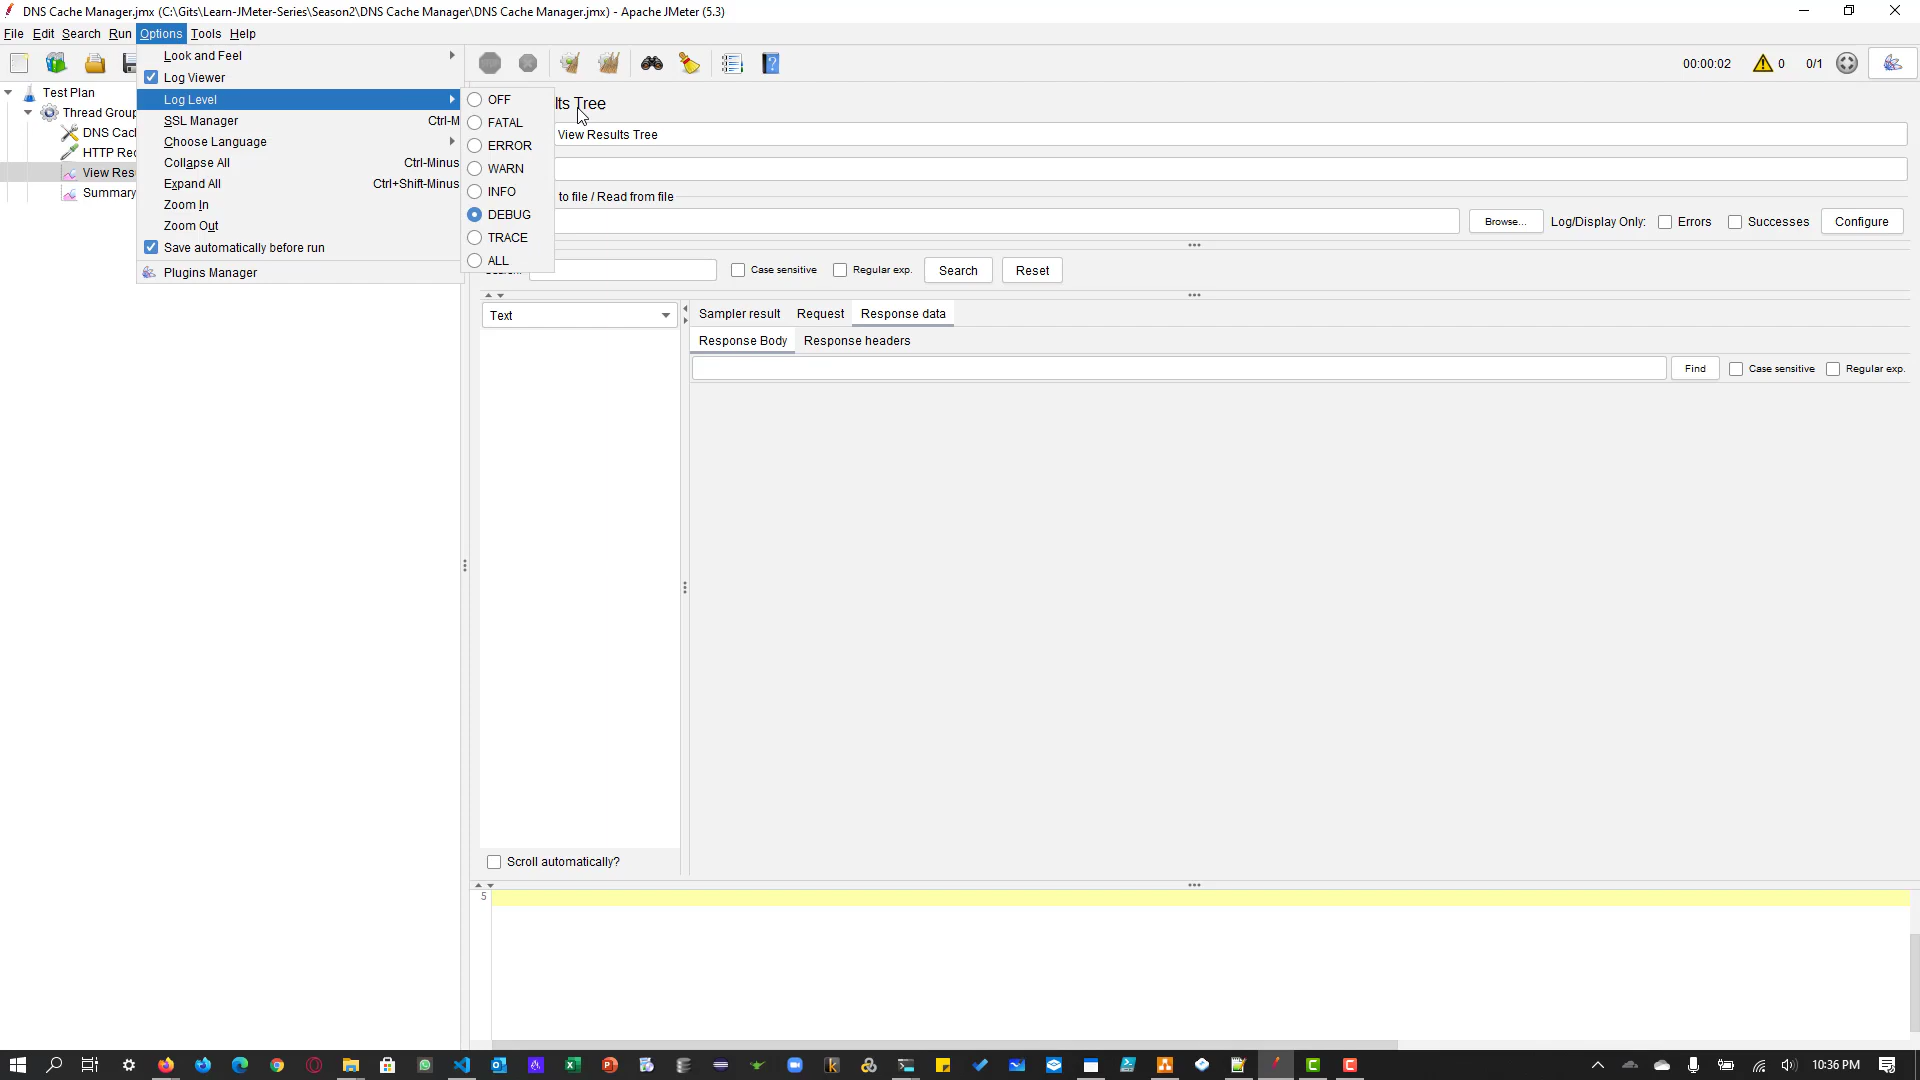 DNS Cache Manager.jmx (C:\Gits\Learn-JMeter-Series\Season2\DNS Cache Manager\DNS Cache Manager.jmx) - Apache JMeter (5.3)
File Edit Search Run Options Tools Help
00:00:02 0 0/1
Look and Feel
Log Viewer
Log Level
SSL Manager Ctrl-M
Choose Language
Collapse All Ctrl-Minus
Expand All Ctrl+Shift-Minus
Zoom In
Zoom Out
Save automatically before run
Plugins Manager
OFF
FATAL
ERROR
WARN
INFO
DEBUG
TRACE
ALL
Test Plan
Thread Group
DNS Cac
HTTP Rec
View Res
Summary
lts Tree
View Results Tree
to file / Read from file
Browse... Log/Display Only: Errors Successes Configure
Case sensitive Regular exp. Search Reset
Text
Sampler result Request Response data
Response Body Response headers
Find Case sensitive Regular exp.
Scroll automatically?
5
10:36 PM